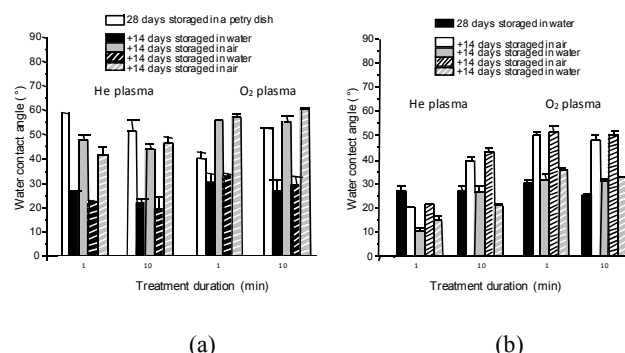 28 days storaged in a petry dish
+14 days storaged in water
+14 days storaged in air
+14 days storaged in water
+14 days storaged in air
He plasma
O₂ plasma
Water contact angle (°)
90
80
70
60
50
40
30
20
10
0
1
10
1
10
Treatment duration (min)
(a)
28 days storaged in water
+14 days storaged in air
+14 days storaged in water
+14 days storaged in air
+14 days storaged in water
He plasma
O₂ plasma
Water contect angle (°)
90
80
70
60
50
40
30
20
10
0
1
10
1
10
Treatment duration (min)
(b)